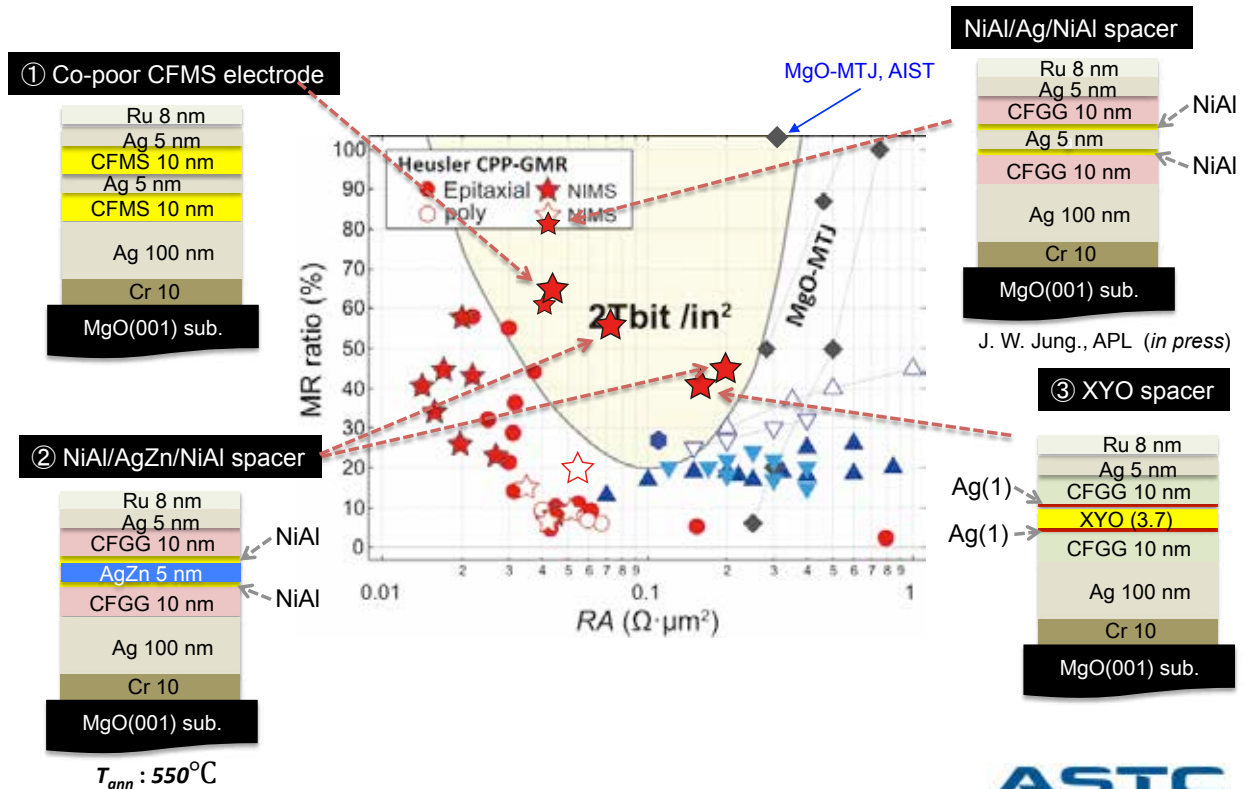 ① Co-poor CFMS electrode
Ru 8 nm
Ag 5 nm
CFMS 10 nm
Ag 5 nm
CFMS 10 nm
Ag 100 nm
Cr 10
MgO(001) sub.
② NiAl/AgZn/NiAl spacer
Ru 8 nm
Ag 5 nm
CFGG 10 nm
AgZn 5 nm
CFGG 10 nm
Ag 100 nm
Cr 10
MgO(001) sub.
NiAl
NiAl
Tann : 550℃
MgO-MTJ, AIST
Heusler CPP-GMR
Epitaxial NIMS
poly NIMS
2Tbit /in²
MgO-MTJ
MR ratio (%)
100
90
80
70
60
50
40
30
20
10
0
2 3 4 5 6 7 8 9 2 3 4 5 6 7 8 9
0.01 0.1 1
RA (Ω·µm²)
NiAl/Ag/NiAl spacer
Ru 8 nm
Ag 5 nm
CFGG 10 nm
Ag 5 nm
CFGG 10 nm
Ag 100 nm
Cr 10
MgO(001) sub.
NiAl
NiAl
J. W. Jung., APL (in press)
③ XYO spacer
Ru 8 nm
Ag 5 nm
CFGG 10 nm
XYO (3.7)
CFGG 10 nm
Ag 100 nm
Cr 10
MgO(001) sub.
Ag(1)
Ag(1)
ASTC